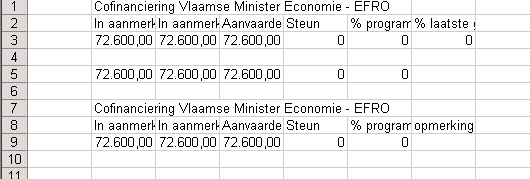 1 Cofinanciering Vlaamse Minister Economie - EFRO
2 In aanmerk In aanmerk Aanvaarde Steun % program % laatste
3 72.600,00 72.600,00 72.600,00 0 0 0
4
5 72.600,00 72.600,00 72.600,00 0 0
6
7 Cofinanciering Vlaamse Minister Economie - EFRO
8 In aanmerk In aanmerk Aanvaarde Steun % program opmerking
9 72.600,00 72.600,00 72.600,00 0 0
10
11